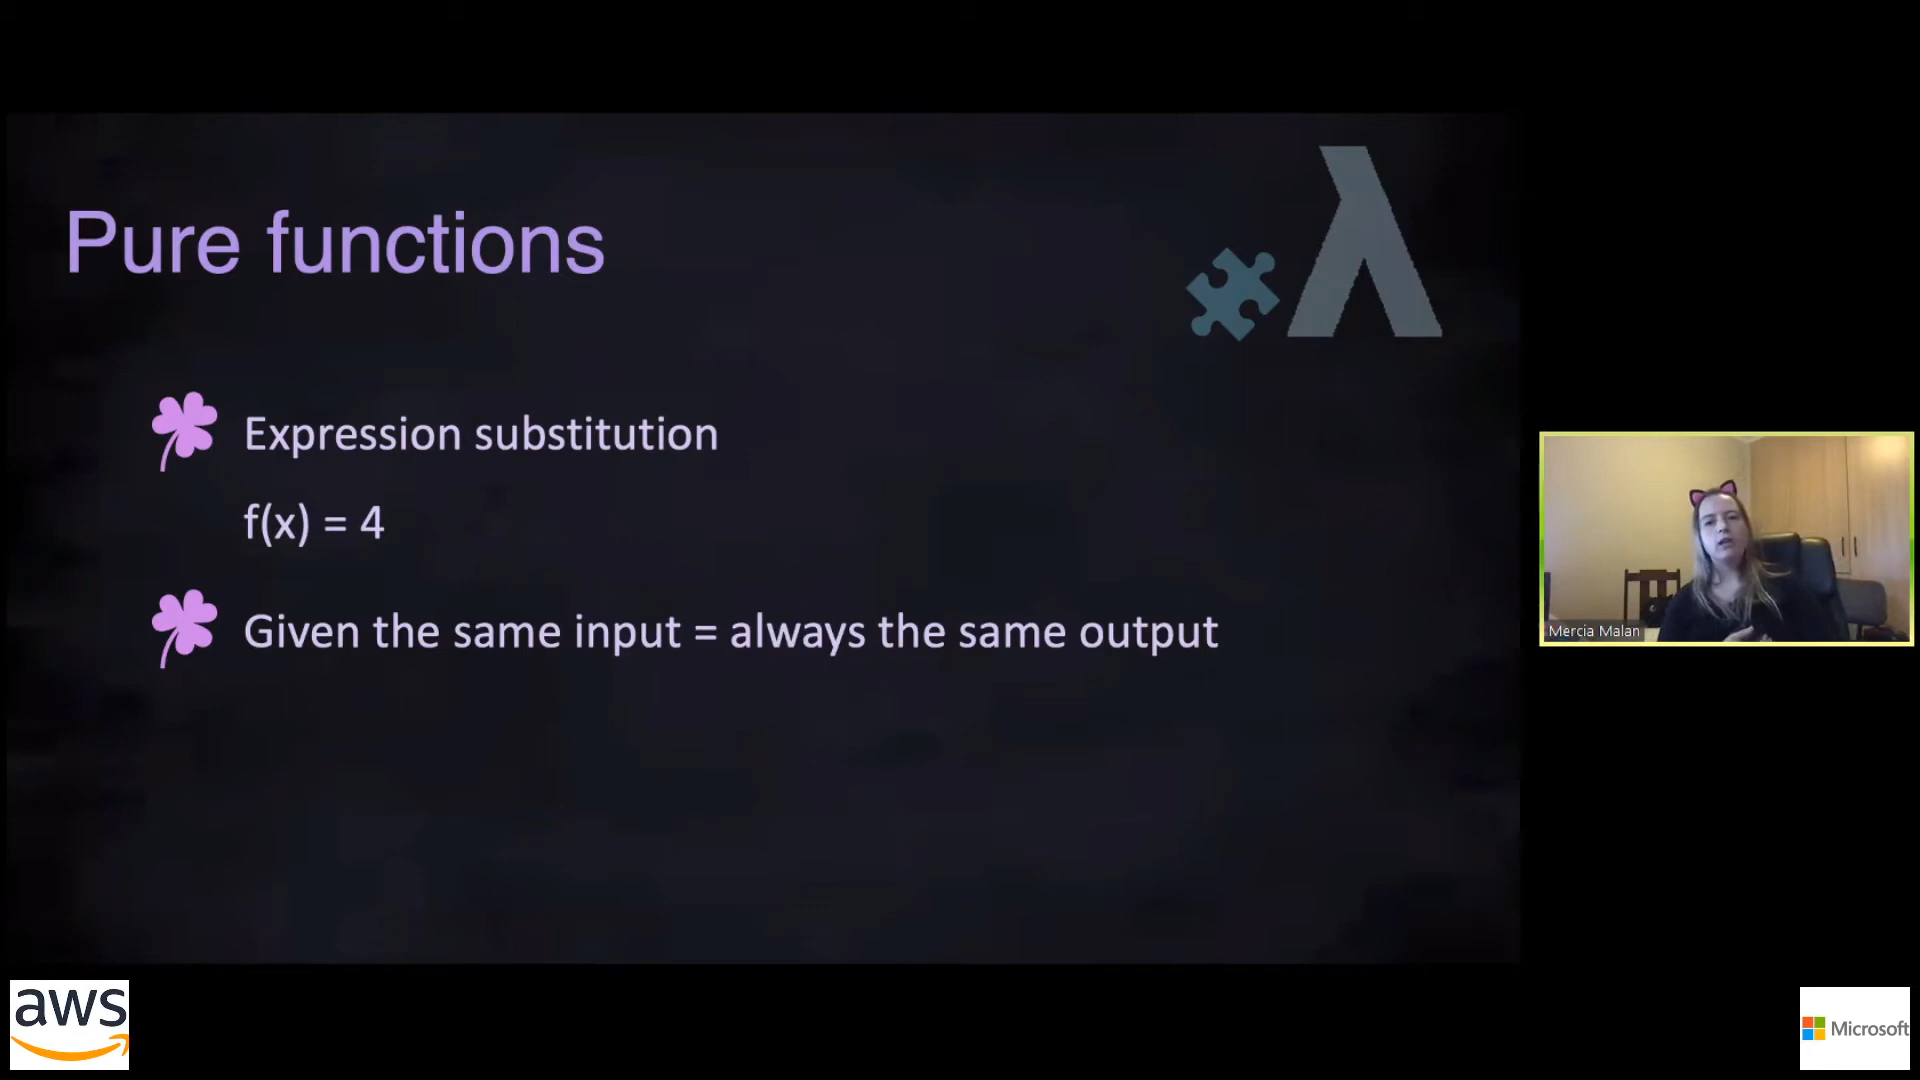 Pure functions
λ
Expression substitution
f(x) = 4
Given the same input = always the same output
Mercia Malan
aws
Microsoft